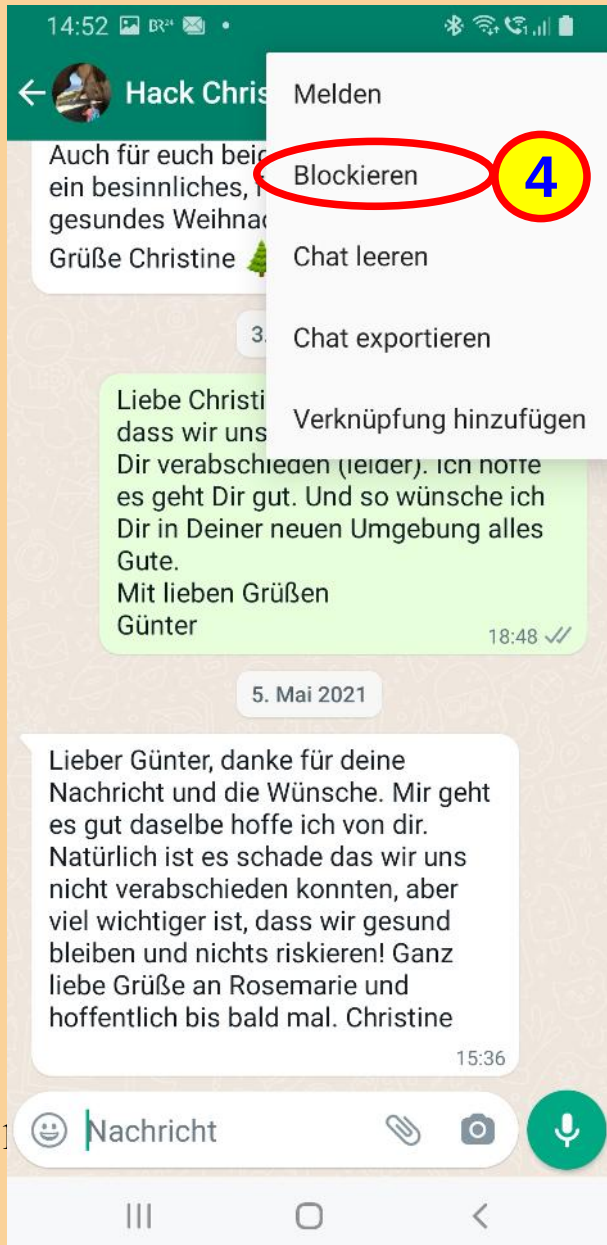 14:52 BR24
Hack Chris
Melden
Blockieren
4
Chat leeren
Chat exportieren
Verknüpfung hinzufügen
Auch für euch
ein besinnliches,
gesundes
Grüße Christine
3.
Liebe
dass wir uns
Dir verabschieden (leider). Ich hoffe
es geht Dir gut. Und so wünsche ich
Dir in Deiner neuen Umgebung alles
Gute.
Mit lieben Grüßen
Günter
18:48
5. Mai 2021
Lieber Günter, danke für deine
Nachricht und die Wünsche. Mir geht
es gut daselbe hoffe ich von dir.
Natürlich ist es schade das wir uns
nicht verabschieden konnten, aber
viel wichtiger ist, dass wir gesund
bleiben und nichts riskieren! Ganz
liebe Grüße an Rosemarie und
hoffentlich bis bald mal. Christine
15:36
1
Nachricht